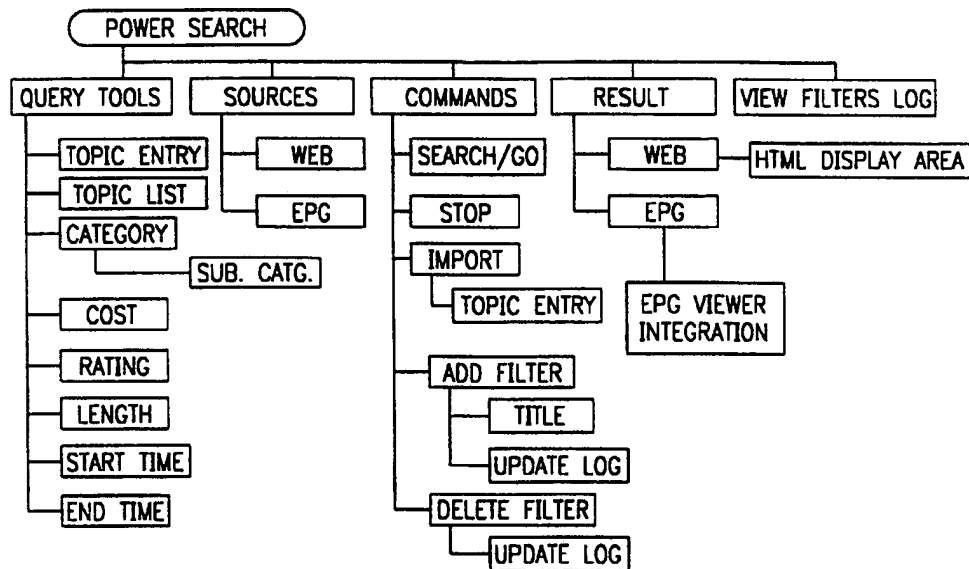 POWER SEARCH
QUERY TOOLS
TOPIC ENTRY
TOPIC LIST
CATEGORY
SUB. CATG.
COST
RATING
LENGTH
START TIME
END TIME
SOURCES
WEB
EPG
COMMANDS
SEARCH/GO
STOP
IMPORT
TOPIC ENTRY
ADD FILTER
TITLE
UPDATE LOG
DELETE FILTER
UPDATE LOG
RESULT
WEB
HTML DISPLAY AREA
EPG
EPG VIEWER
INTEGRATION
VIEW FILTERS LOG